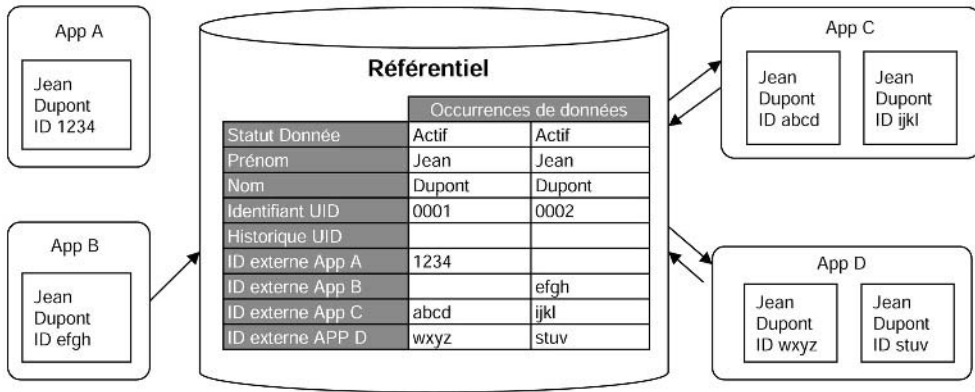 App A
Jean
Dupont
ID 1234
App B
Jean
Dupont
ID efgh
Référentiel
Occurrences de données
Statut Donnée Actif Actif
Prénom Jean Jean
Nom Dupont Dupont
Identifiant UID 0001 0002
Historique UID
ID externe App A 1234
ID externe App B efgh
ID externe App C abcd ijkl
ID externe APP D wxyz stuv
App C
Jean
Dupont
ID abcd
Jean
Dupont
ID ijkl
App D
Jean
Dupont
ID wxyz
Jean
Dupont
ID stuv